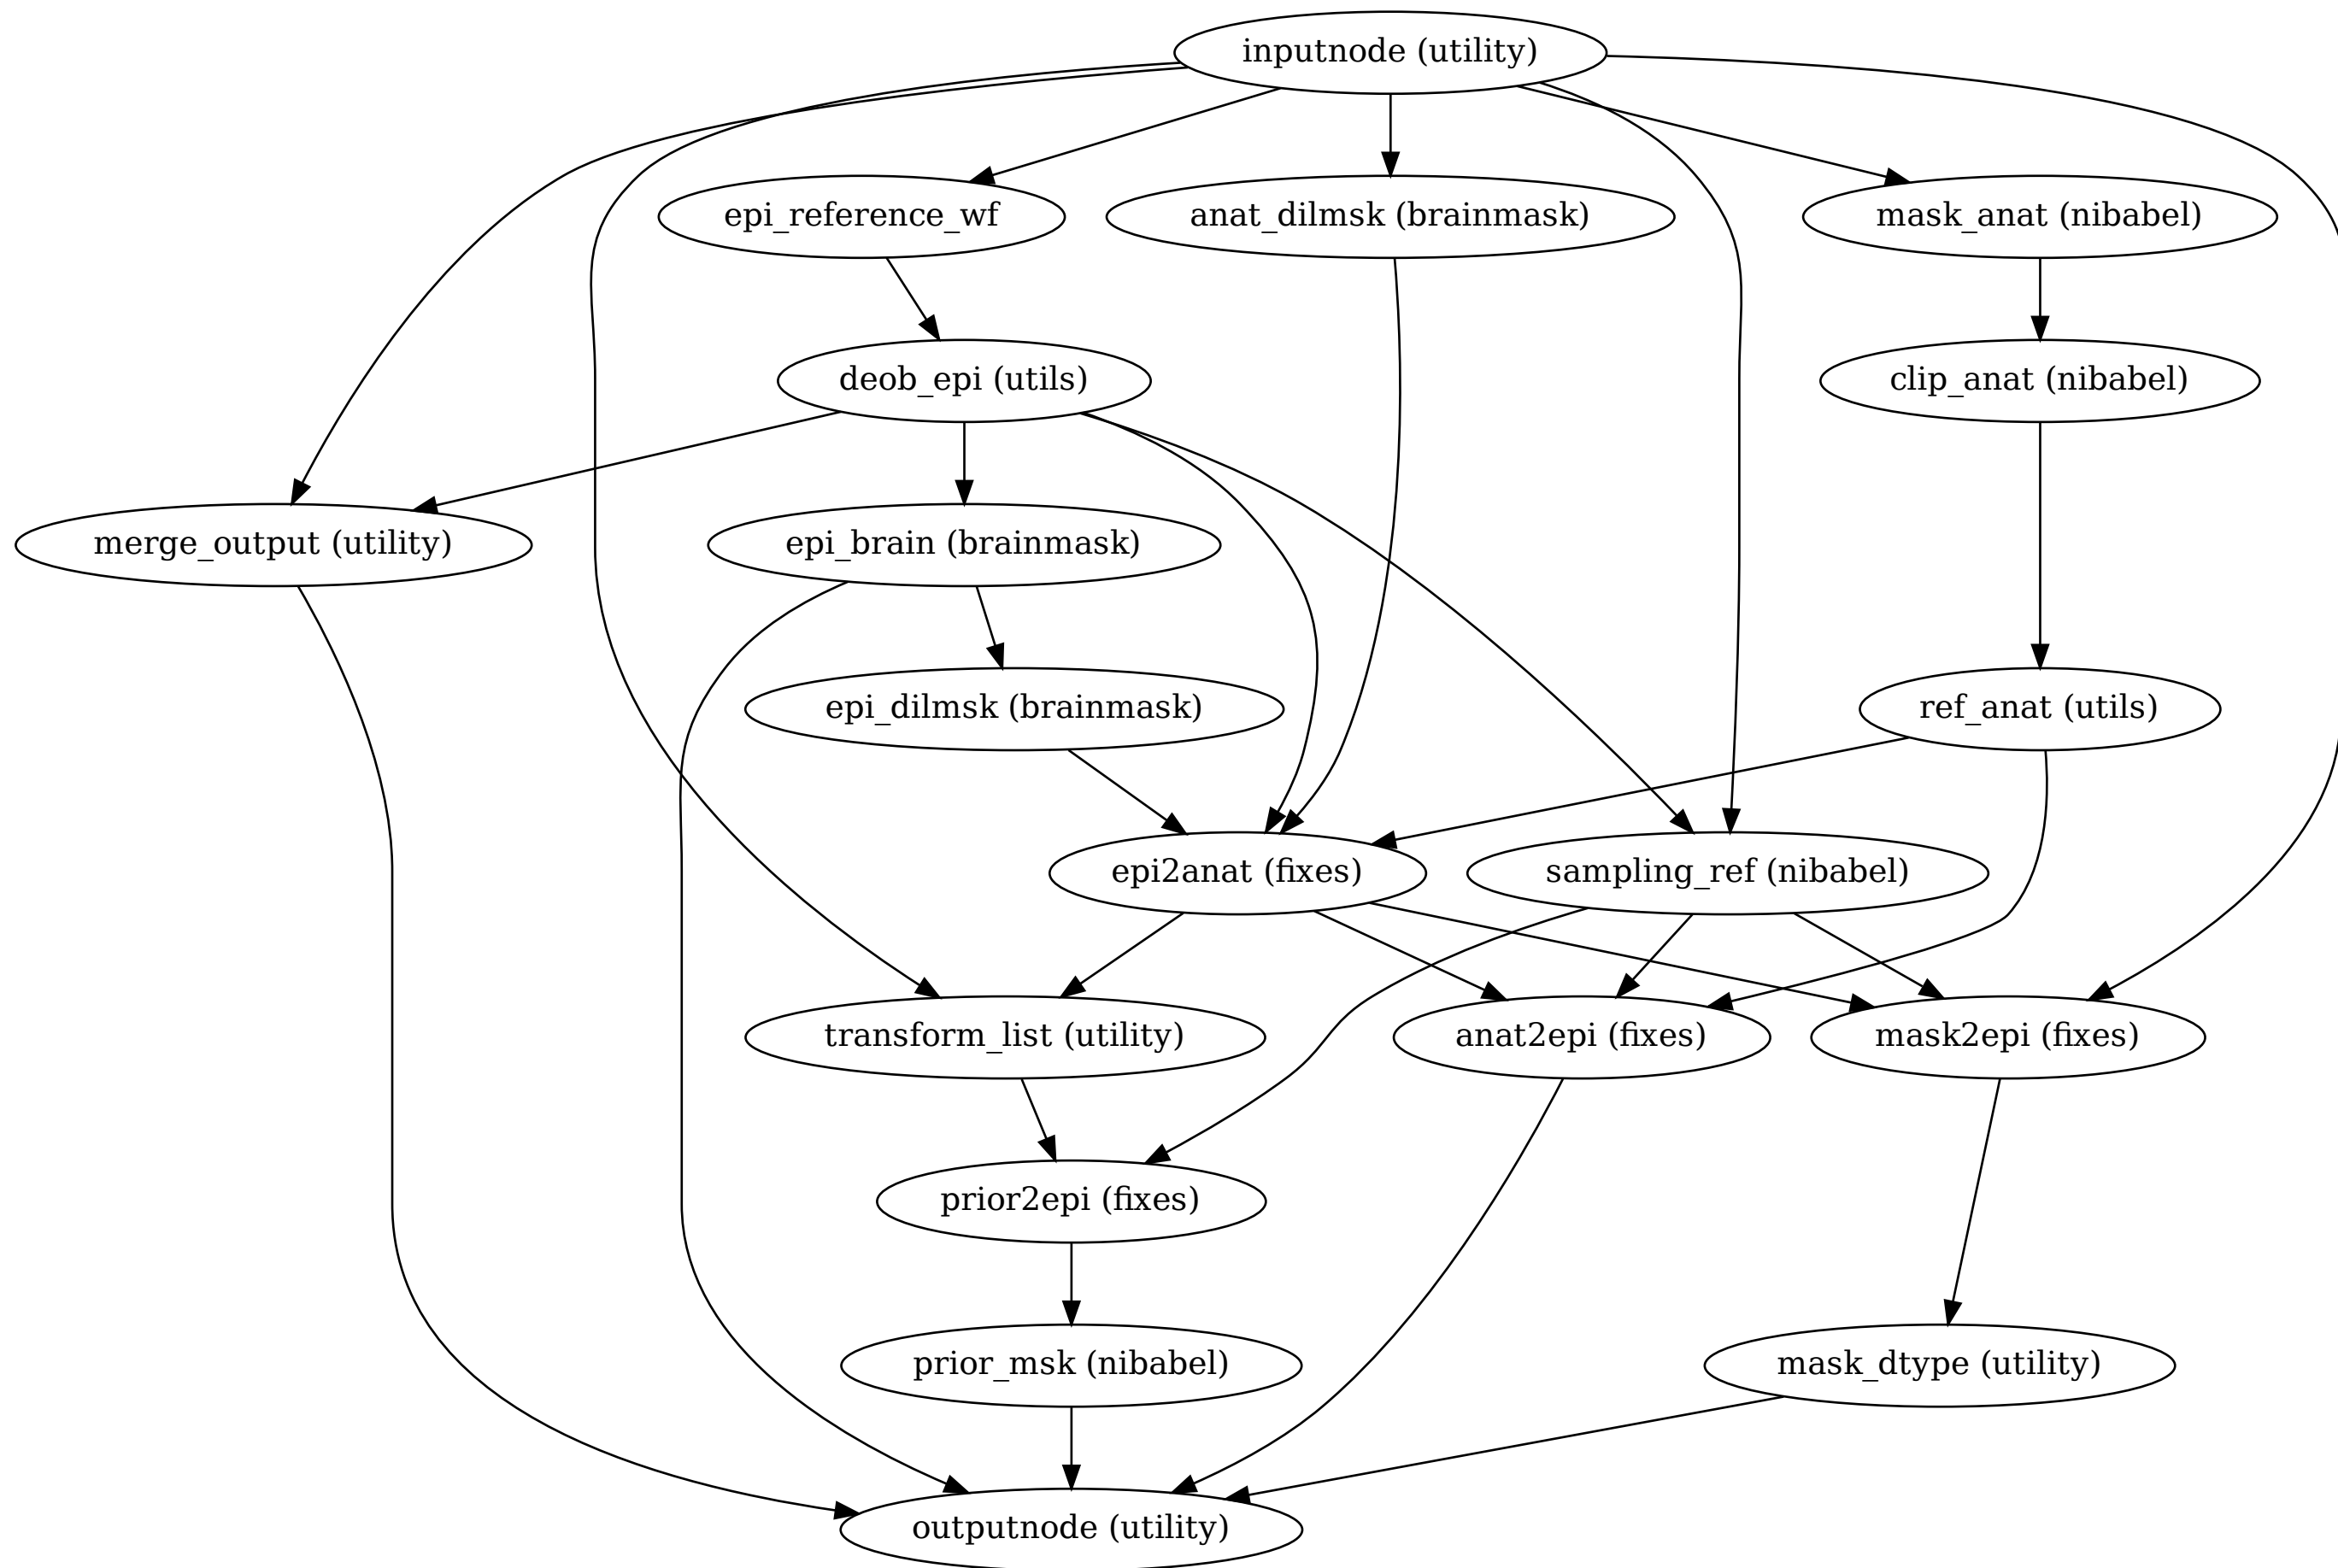 inputnode (utility)
epi_reference_wf
anat_dilmsk (brainmask)
mask_anat (nibabel)
deob_epi (utils)
clip_anat (nibabel)
merge_output (utility)
epi_brain (brainmask)
epi_dilmsk (brainmask)
ref_anat (utils)
epi2anat (fixes)
sampling_ref (nibabel)
transform_list (utility)
anat2epi (fixes)
mask2epi (fixes)
prior2epi (fixes)
prior_msk (nibabel)
mask_dtype (utility)
outputnode (utility)